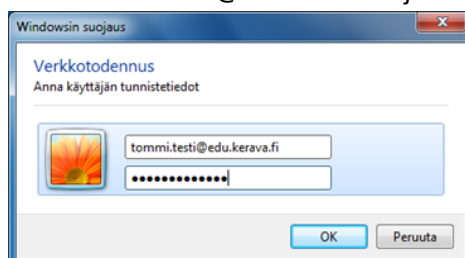 Windowsin suojaus
Verkkotodennus
Anna käyttäjän tunnistetiedot
tommi.testi@edu.kerava.fi
•••••••••••••
OK
Peruuta